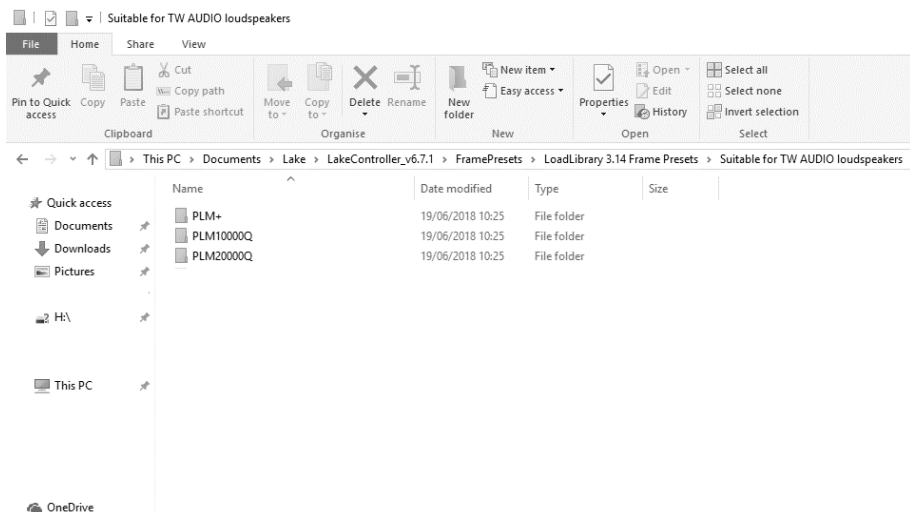 Suitable for TW AUDIO loudspeakers
File Home Share View
Pin to Quick access
Copy
Paste
Cut
Copy path
Paste shortcut
Clipboard
Move to
Copy to
Delete
Rename
Organise
New folder
New item
Easy access
New
Properties
Open
Edit
History
Open
Select all
Select none
Invert selection
Select
This PC > Documents > Lake > LakeController_v6.7.1 > FramePresets > LoadLibrary 3.14 Frame Presets > Suitable for TW AUDIO loudspeakers
Name Date modified Type Size
PLM+ 19/06/2018 10:25 File folder
PLM10000Q 19/06/2018 10:25 File folder
PLM20000Q 19/06/2018 10:25 File folder
Quick access
Documents
Downloads
Pictures
H:\
This PC
OneDrive